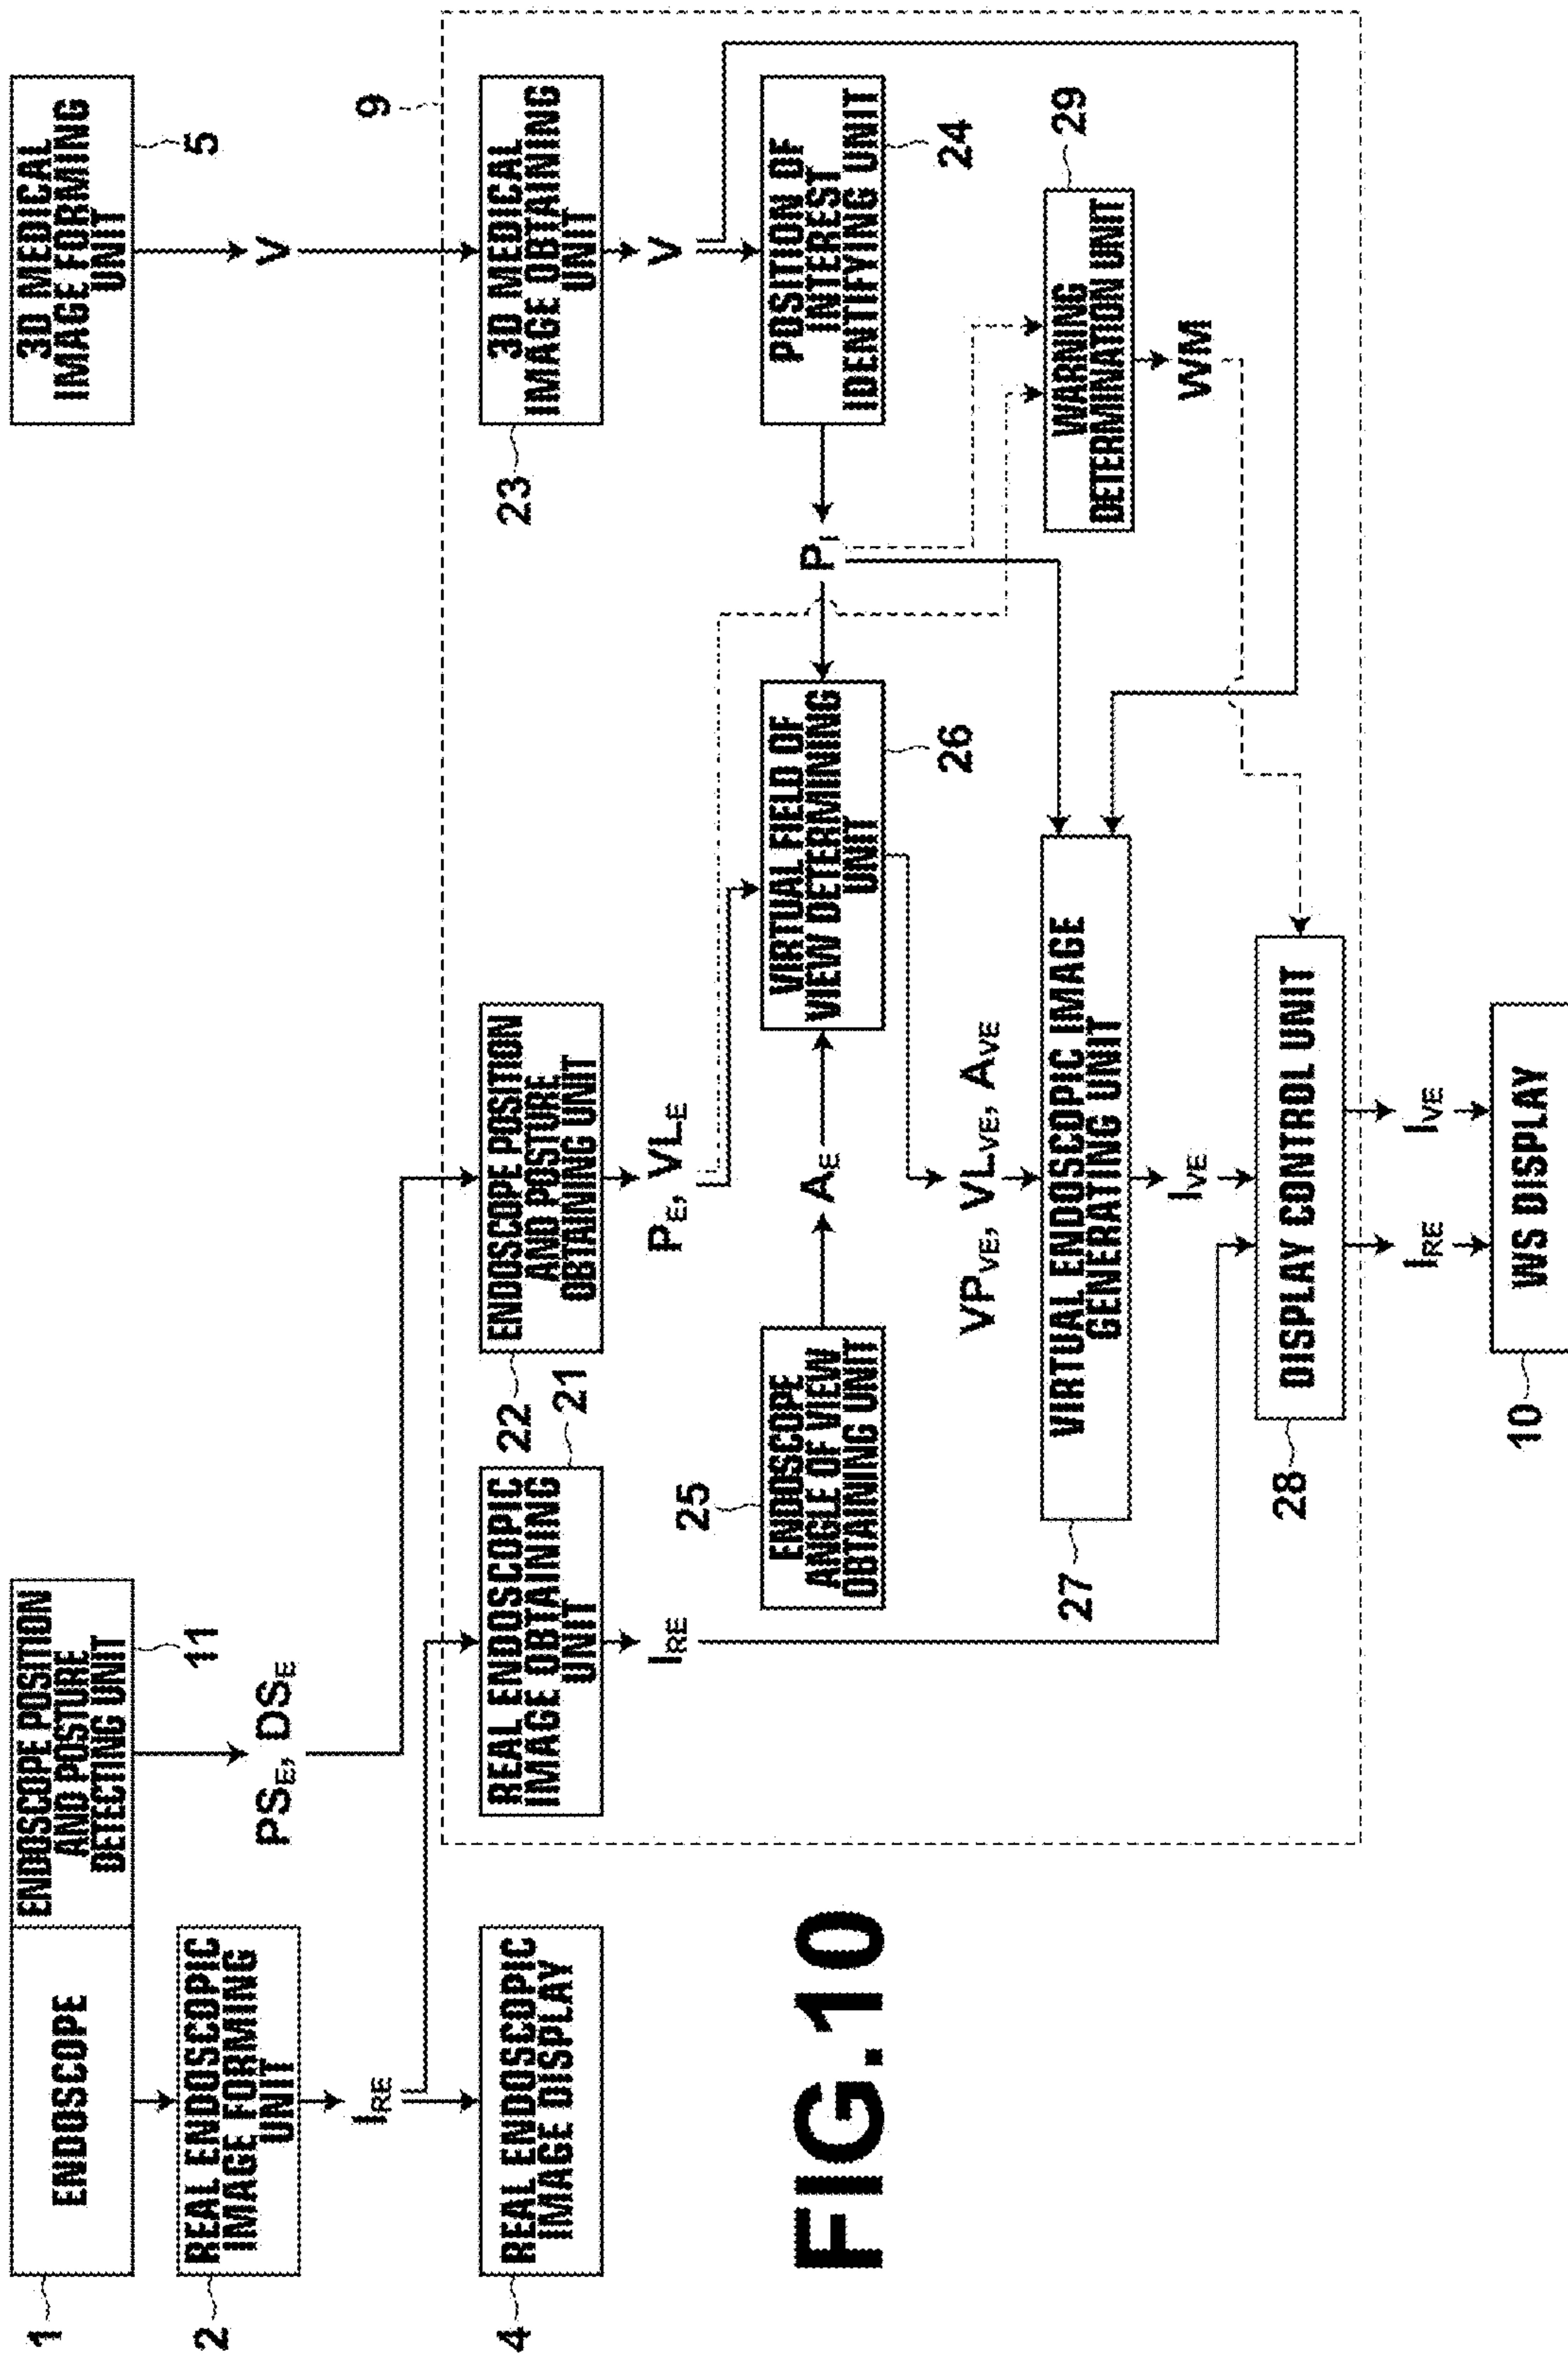 ENDOSCOPE
1
ENDOSCOPE POSITION
AND POSTURE
DETECTING UNIT
11
3D MEDICAL
IMAGE FORMING
UNIT
5
REAL ENDOSCOPIC
IMAGE FORMING
UNIT
2
PSE, DSE
V
IRE
9
REAL ENDOSCOPIC
IMAGE DISPLAY
4
REAL ENDOSCOPIC
IMAGE OBTAINING
UNIT
21
ENDOSCOPE POSITION
AND POSTURE
OBTAINING UNIT
22
3D MEDICAL
IMAGE OBTAINING
UNIT
23
IRE
PE, VLE
V
ENDOSCOPE
ANGLE OF VIEW
OBTAINING UNIT
25
AE
VIRTUAL FIELD OF
VIEW DETERMINING
UNIT
26
PI
POSITION OF
INTEREST
IDENTIFYING UNIT
24
VPVE, VLVE, AVE
VIRTUAL ENDOSCOPIC IMAGE
GENERATING UNIT
27
WARNING
DETERMINATION UNIT
29
IVE
WM
DISPLAY CONTROL UNIT
28
IRE
IVE
WS DISPLAY
10
FIG.10